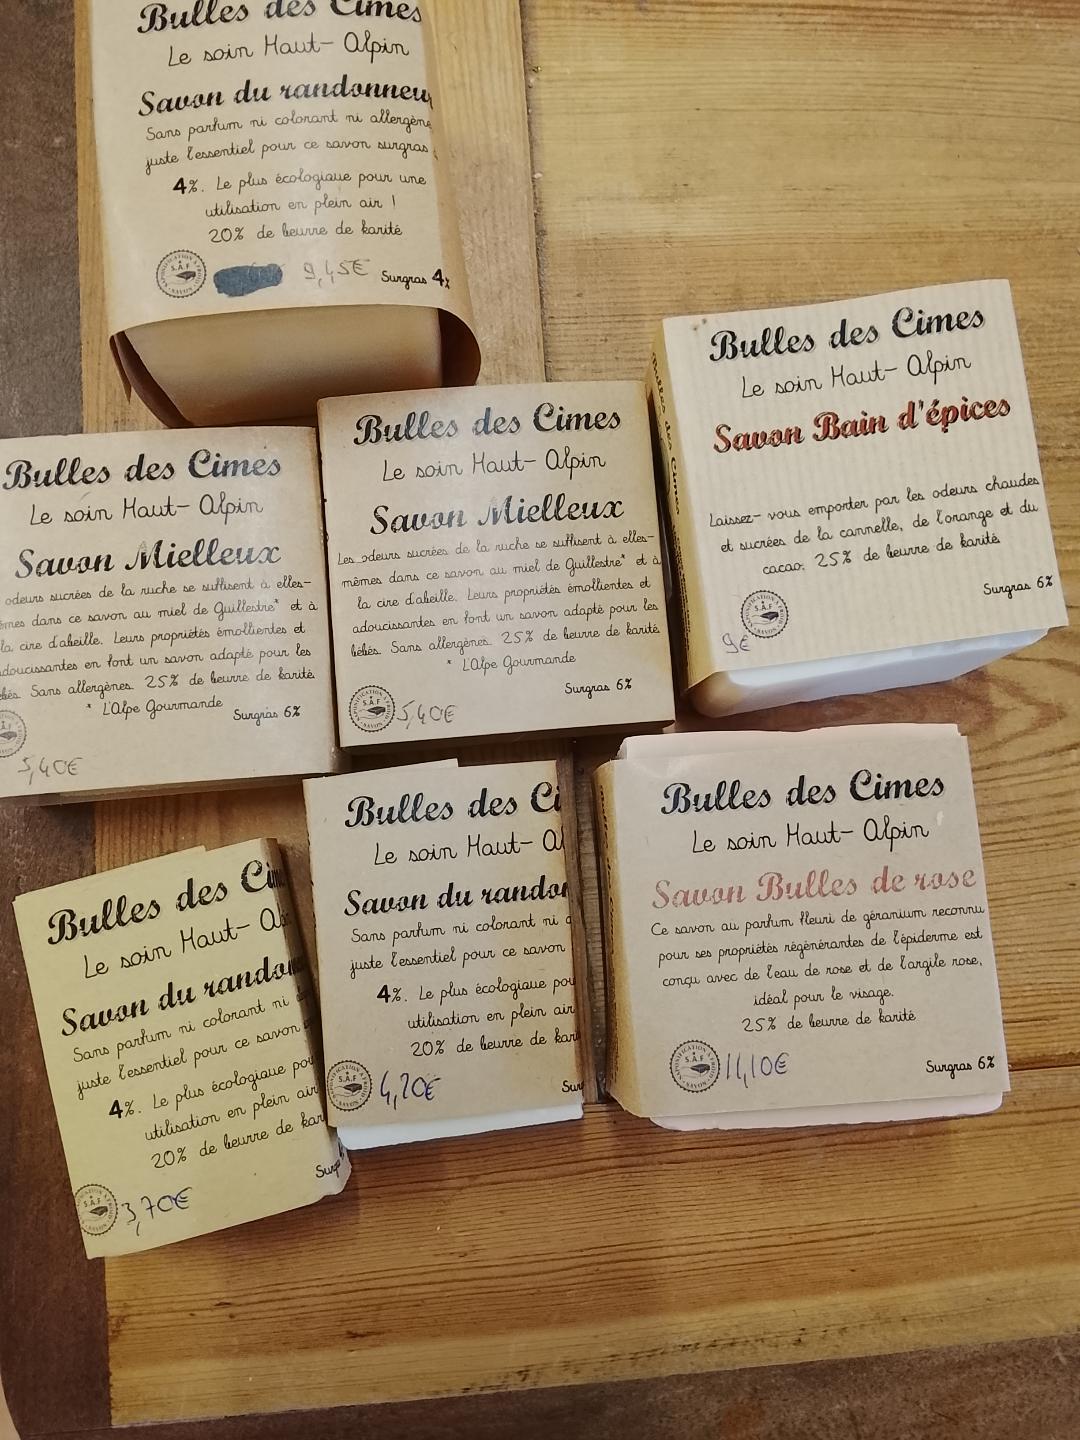 Bulles des Cimes
Le soin Haut-Alpin
Savon du randonneur
Sans parfum ni colorant ni allergène
juste l'essentiel pour ce savon surgras
4%. Le plus écologique pour une
utilisation en plein air !
20% de beurre de karité
S.A.F
9,45€
Surgras 4%
Bulles des Cimes
Le soin Haut-Alpin
Savon Mielleux
odeurs sucrées de la ruche se suffisent à elles-
mêmes dans ce savon au miel de Guillestre* et à
la cire d'abeille. Leurs propriétés émollientes et
adoucissantes en font un savon adapté pour les
bébés. Sans allergènes. 25% de beurre de karité.
* L'Alpe Gourmande
Surgras 6%
5,40€
Bulles des Cimes
Le soin Haut-Alpin
Savon Mielleux
Les odeurs sucrées de la ruche se suffisent à elles-
mêmes dans ce savon au miel de Guillestre* et à
la cire d'abeille. Leurs propriétés émollientes et
adoucissantes en font un savon adapté pour les
bébés. Sans allergènes. 25% de beurre de karité.
* L'Alpe Gourmande
Surgras 6%
SAPONIFICATION A FROID
S.A.F
SAVON
5,40€
Bulles des Cimes
Bulles des Cimes
Le soin Haut-Alpin
Savon Bain d'épices
Laissez-vous emporter par les odeurs chaudes
et sucrées de la cannelle, de l'orange et du
cacao. 25% de beurre de karité
Surgras 6%
S.A.F
9€
Bulles des Ci
Le soin Haut-Al
Savon du randon
Sans parfum ni colorant ni
juste l'essentiel pour ce savon
4%. Le plus écologique pou
utilisation en plein air
20% de beurre de kar
Surgr
S.A.F
3,70€
Bulles des Ci
Le soin Haut-Al
Savon du randon
Sans parfum ni colorant ni a
juste l'essentiel pour ce savon
4%. Le plus écologique pou
utilisation en plein air
20% de beurre de kari
Sur
S.A.F
4,20€
Bulles des Cimes
Le soin Haut-Alpin
Savon Bulles de rose
Ce savon au parfum fleuri de géranium reconnu
pour ses propriétés régénérantes de l'épiderme est
conçu avec de l'eau de rose et de l'argile rose,
idéal pour le visage.
25% de beurre de karité
SAPONIFICATION A FROID
S.A.F
SAVON
11,10€
Surgras 6%